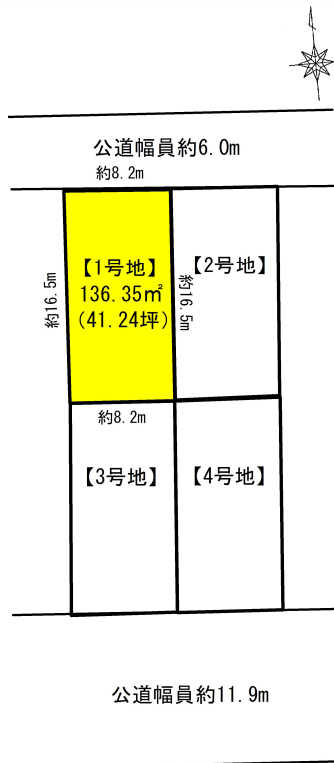 公道幅員約6.0m
約8.2m
約16.5m
【1号地】
136.35㎡
(41.24坪)
約16.5m
【2号地】
約8.2m
【3号地】
【4号地】
公道幅員約11.9m